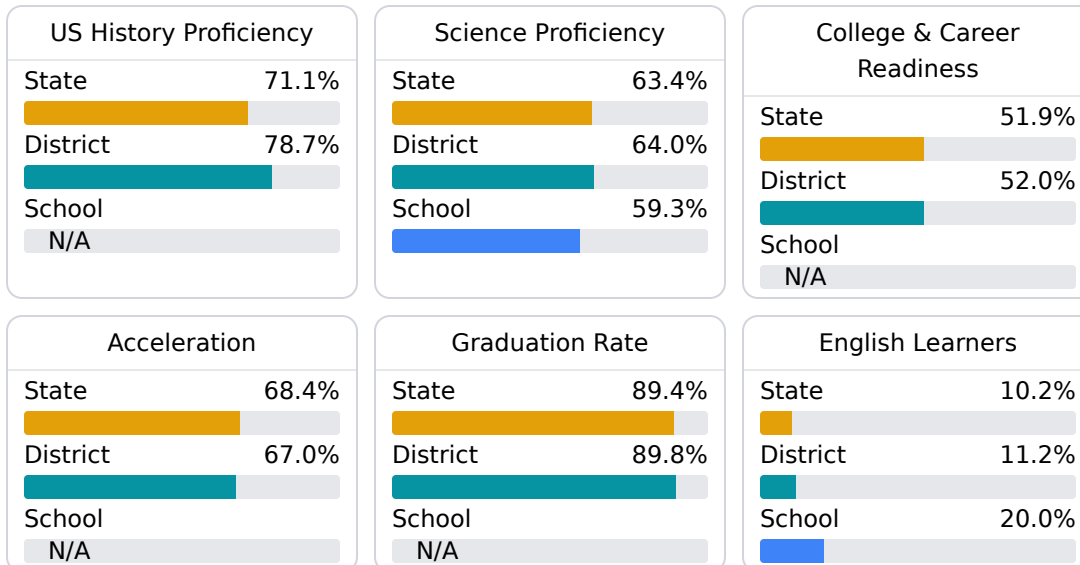 US History Proficiency
State 71.1%
District 78.7%
School
N/A
Science Proficiency
State 63.4%
District 64.0%
School 59.3%
College & Career
Readiness
State 51.9%
District 52.0%
School
N/A
Acceleration
State 68.4%
District 67.0%
School
N/A
Graduation Rate
State 89.4%
District 89.8%
School
N/A
English Learners
State 10.2%
District 11.2%
School 20.0%